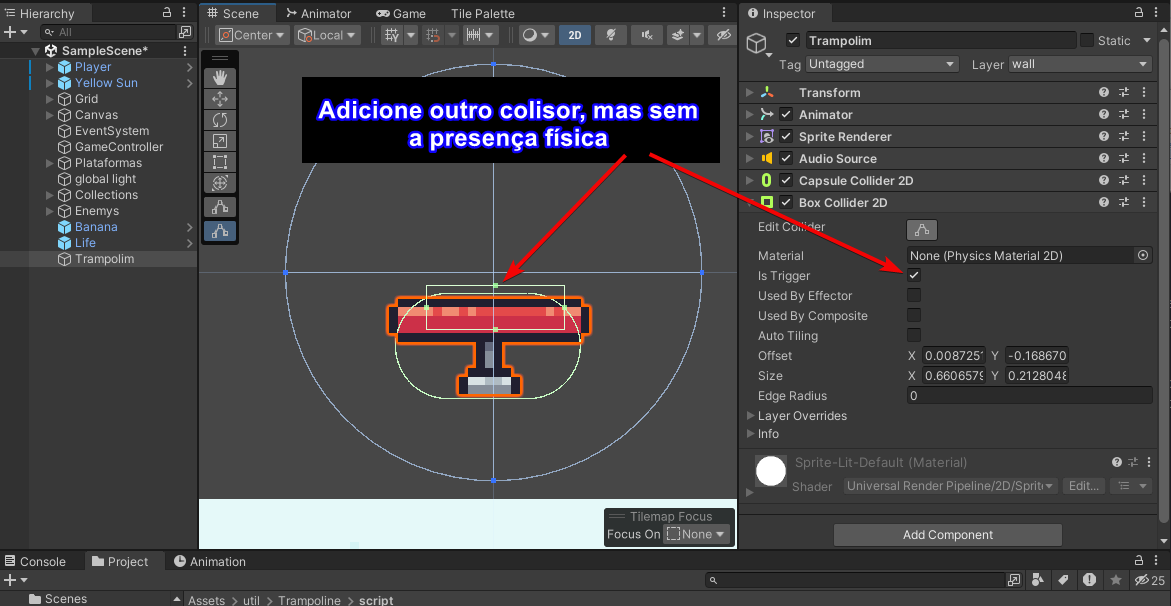 Hierarchy
All
SampleScene*
Player
Yellow Sun
Grid
Canvas
EventSystem
GameController
Plataformas
global light
Collections
Enemys
Banana
Life
Trampolim
Scene
Animator
Game
Tile Palette
Center
Local
2D
Adicione outro colisor, mas sem
a presença física
Tilemap Focus
Focus On
None
Inspector
Trampolim
Static
Tag
Untagged
Layer
wall
Transform
Animator
Sprite Renderer
Audio Source
Capsule Collider 2D
Box Collider 2D
Edit Collider
Material
None (Physics Material 2D)
Is Trigger
Used By Effector
Used By Composite
Auto Tiling
Offset
X 0.008725 Y -0.168670
Size
X 0.6606579 Y 0.2128048
Edge Radius
0
Layer Overrides
Info
Sprite-Lit-Default (Material)
Shader
Universal Render Pipeline/2D/Sprit
Edit...
Add Component
Console
Project
Animation
25
Scenes
Assets > util > Trampoline > script